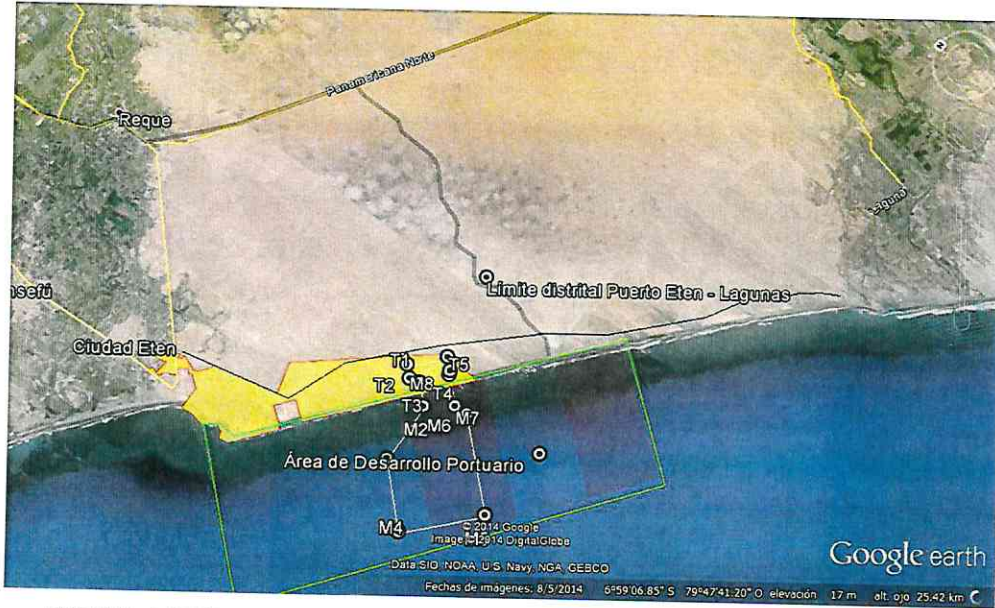 Panamericana Norte
N
Reque
Laguna
Límite distrital Puerto Eten - Lagunas
nsefú
Ciudad Eten
T1
T5
T2
M8
T4
T3
M7
M2
M6
Área de Desarrollo Portuario
M4
© 2014 Google
Image © 2014 DigitalGlobe
Data SIO, NOAA, U.S. Navy, NGA, GEBCO
Google earth
Fechas de imágenes: 8/5/2014 6°59'06.85" S 79°47'41.20" O elevación 17 m alt. ojo 25.42 km